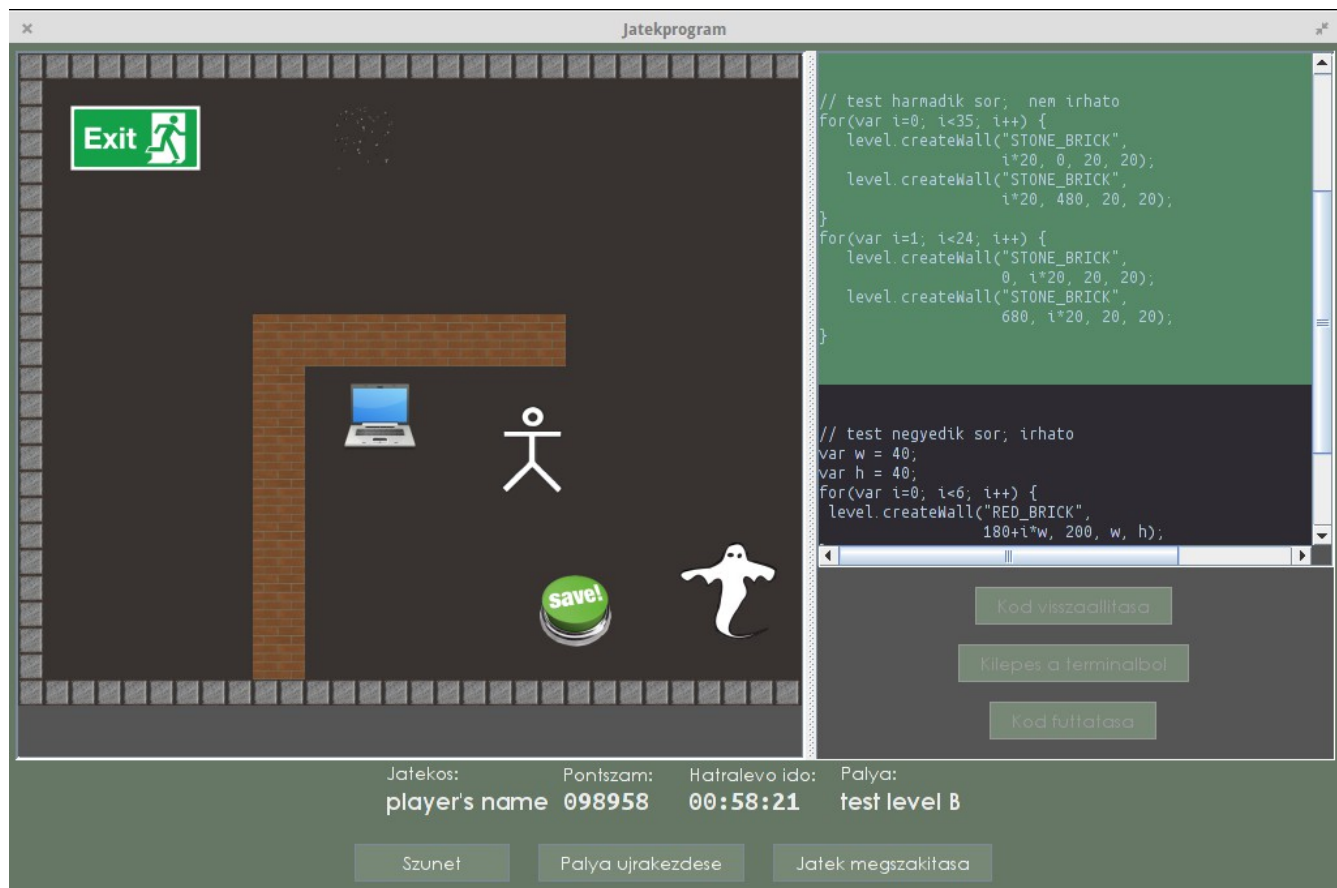 Jatekprogram
Exit
save!
// test harmadik sor;  nem irhato
for(var i=0; i<35; i++) {
   level.createWall("STONE_BRICK",
                    i*20, 0, 20, 20);
   level.createWall("STONE_BRICK",
                    i*20, 480, 20, 20);
}
for(var i=1; i<24; i++) {
   level.createWall("STONE_BRICK",
                    0, i*20, 20, 20);
   level.createWall("STONE_BRICK",
                    680, i*20, 20, 20);
}
// test negyedik sor; irhato
var w = 40;
var h = 40;
for(var i=0; i<6; i++) {
 level.createWall("RED_BRICK",
                  180+i*w, 200, w, h);
Kod visszaallitasa
Kilepes a terminalbol
Kod futtatasa
Jatekos: Pontszam: Hatralevo ido: Palya:
player's name 098958 00:58:21 test level B
Szunet Palya ujrakezdese Jatek megszakitasa